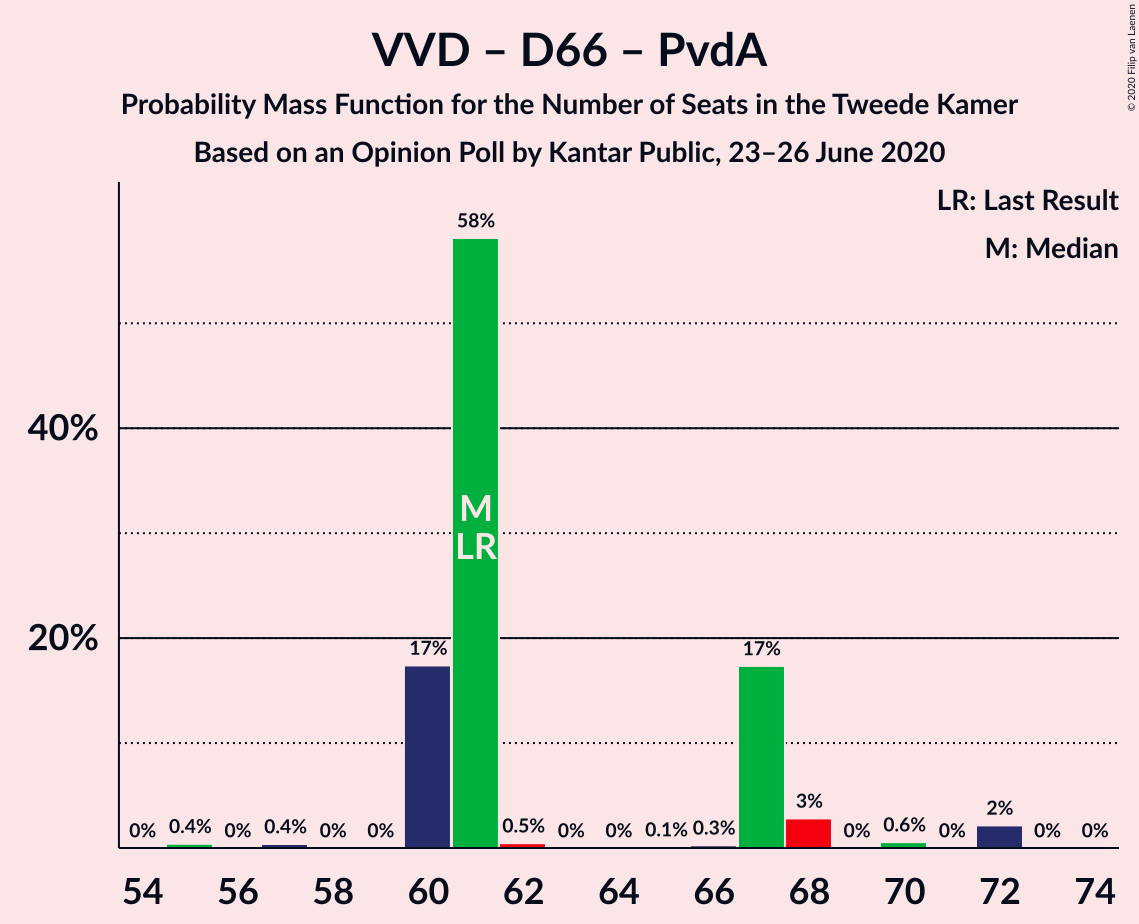 VVD – D66 – PvdA
Probability Mass Function for the Number of Seats in the Tweede Kamer
Based on an Opinion Poll by Kantar Public, 23–26 June 2020
© 2020 Filip van Laenen
LR: Last Result
M: Median
58%
40%
M
LR
20%
17% 17%
0% 0.4% 0% 0.4% 0% 0% 0.5% 0% 0% 0.1% 0.3% 3% 0% 0.6% 0% 2% 0% 0%
54 56 58 60 62 64 66 68 70 72 74